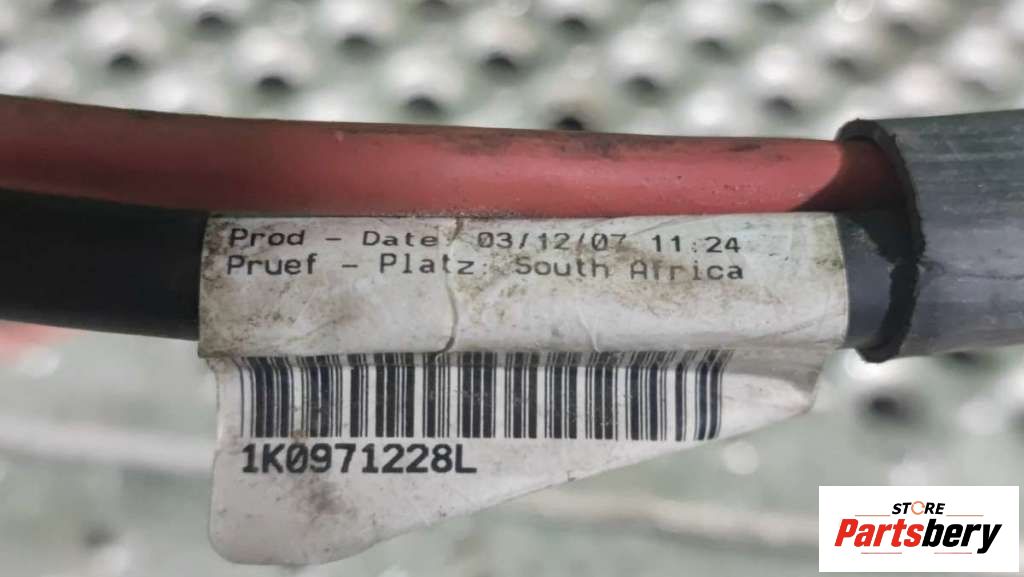 Prod - Date: 03/12/07 11:24
Pruef - Platz: South Africa
1K0971228L
STORE
Partsbery